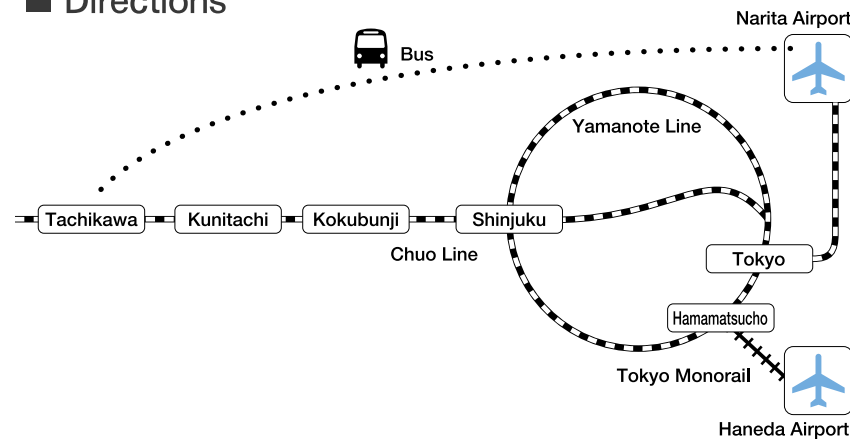 ■ Directions
Narita Airport
Bus
Yamanote Line
Tachikawa
Kunitachi
Kokubunji
Shinjuku
Chuo Line
Tokyo
Hamamatsucho
Tokyo Monorail
Haneda Airport